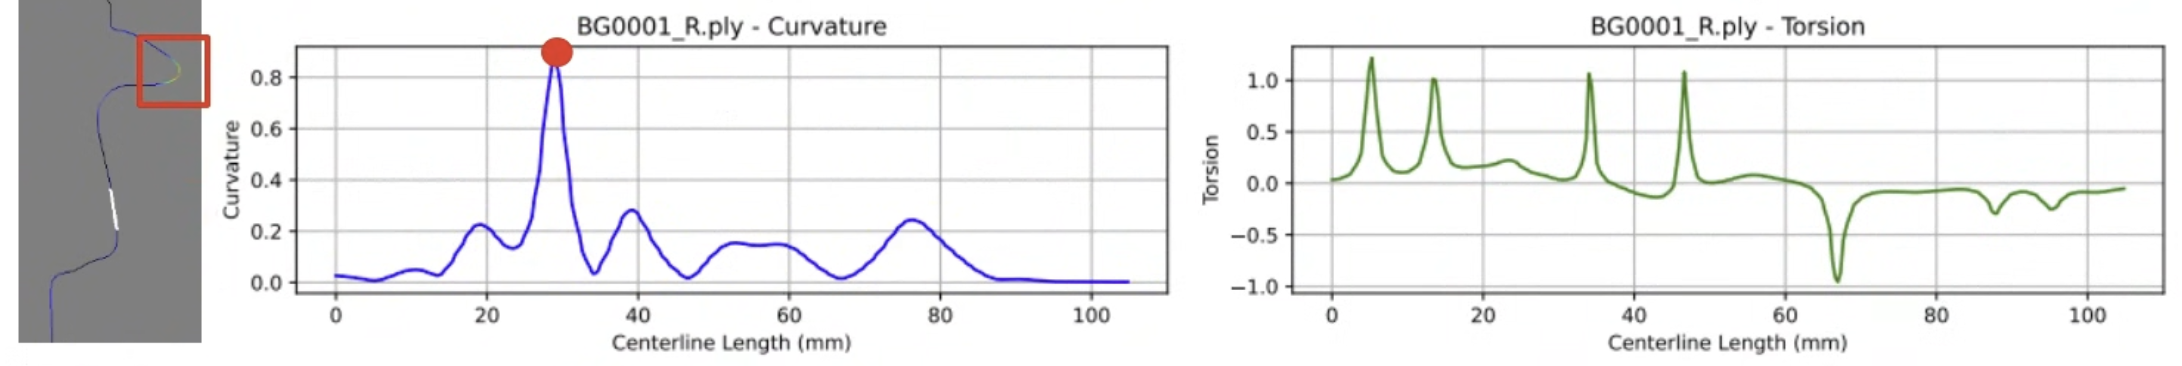 BG0001_R.ply - Curvature
Curvature
0.8
0.6
0.4
0.2
0.0
0 20 40 60 80 100
Centerline Length (mm)
BG0001_R.ply - Torsion
Torsion
1.0
0.5
0.0
−0.5
−1.0
0 20 40 60 80 100
Centerline Length (mm)